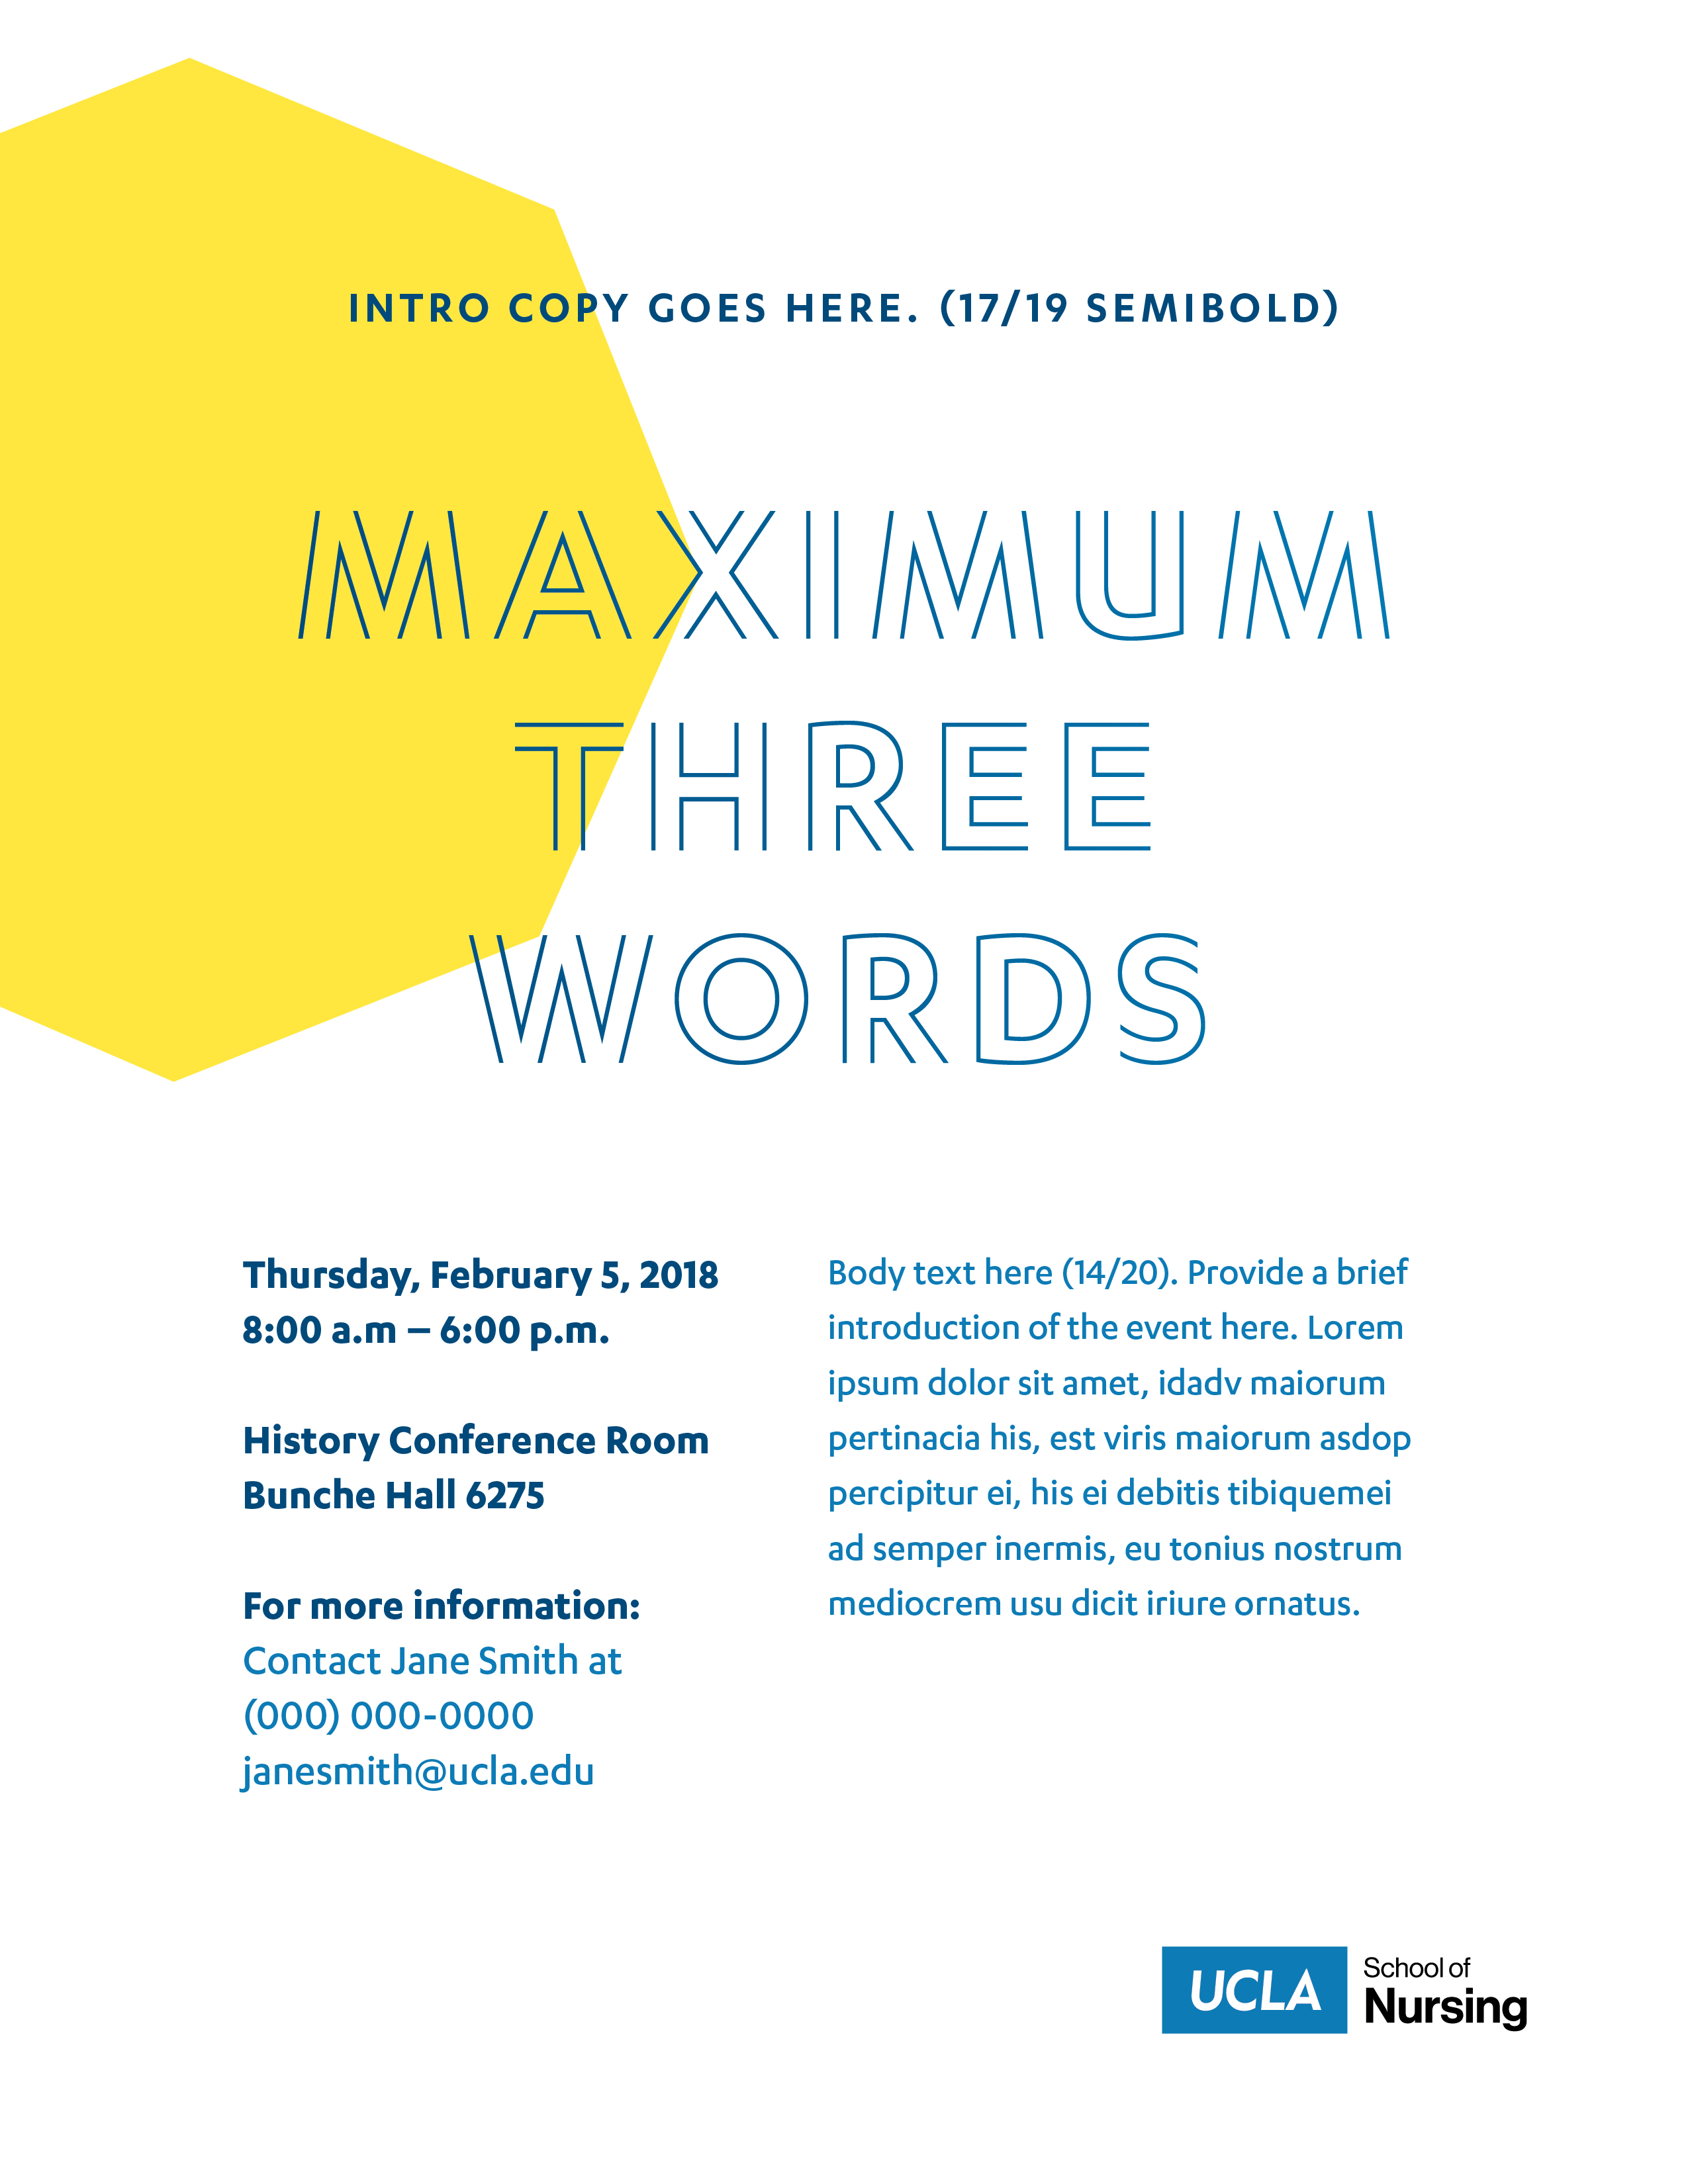 INTRO COPY GOES HERE. (17/19 SEMIBOLD)
MAXIMUM
THREE
WORDS
Thursday, February 5, 2018
8:00 a.m – 6:00 p.m.
History Conference Room
Bunche Hall 6275
For more information:
Contact Jane Smith at
(000) 000-0000
janesmith@ucla.edu
Body text here (14/20). Provide a brief
introduction of the event here. Lorem
ipsum dolor sit amet, idadv maiorum
pertinacia his, est viris maiorum asdop
percipitur ei, his ei debitis tibiquemei
ad semper inermis, eu tonius nostrum
mediocrem usu dicit iriure ornatus.
UCLA
School of
Nursing